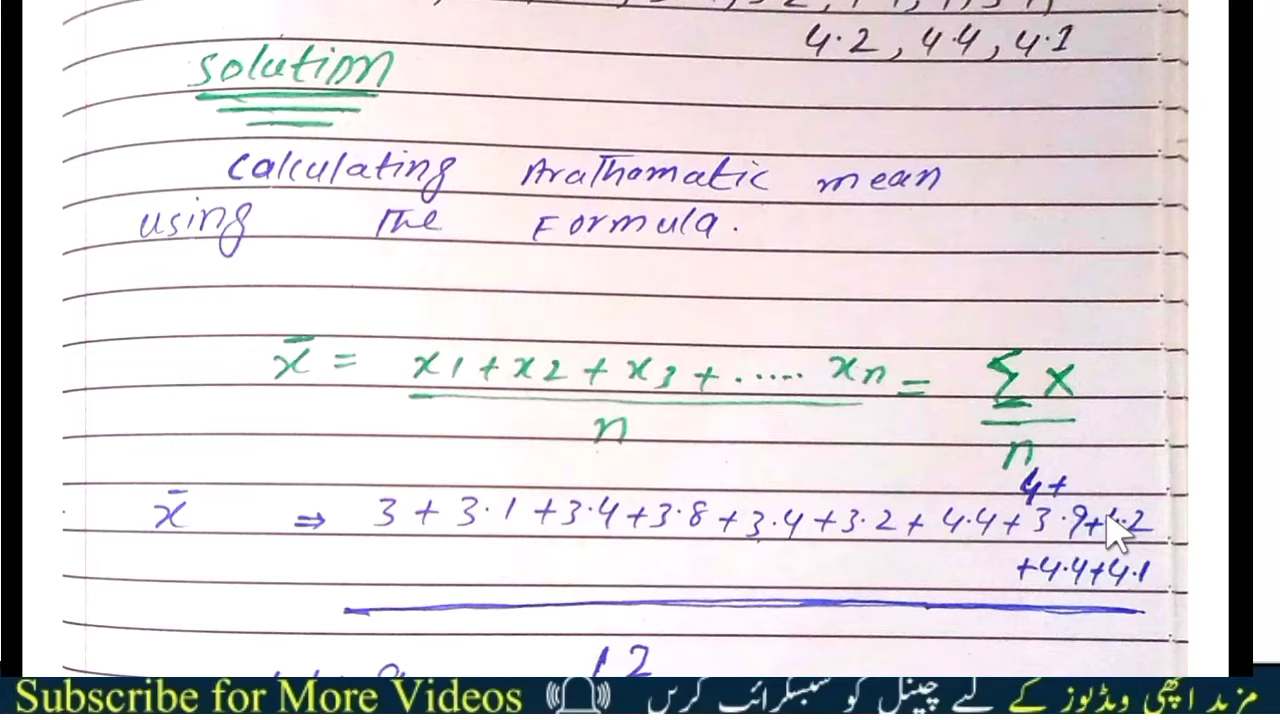 4.2, 4.4, 4.1
solution
calculating Arathomatic mean
using The Formula.
x̄ = x1 + x2 + x3 + ..... xn / n = Σx / n
4+
x̄ ⇒ 3 + 3.1 + 3.4 + 3.8 + 3.4 + 3.2 + 4.4 + 3.9 + 4.2
+4.4+4.1
12
Subscribe for More Videos مزید اچھی ویڈیوز کے لئے چینل کو سبسکرائب کریں